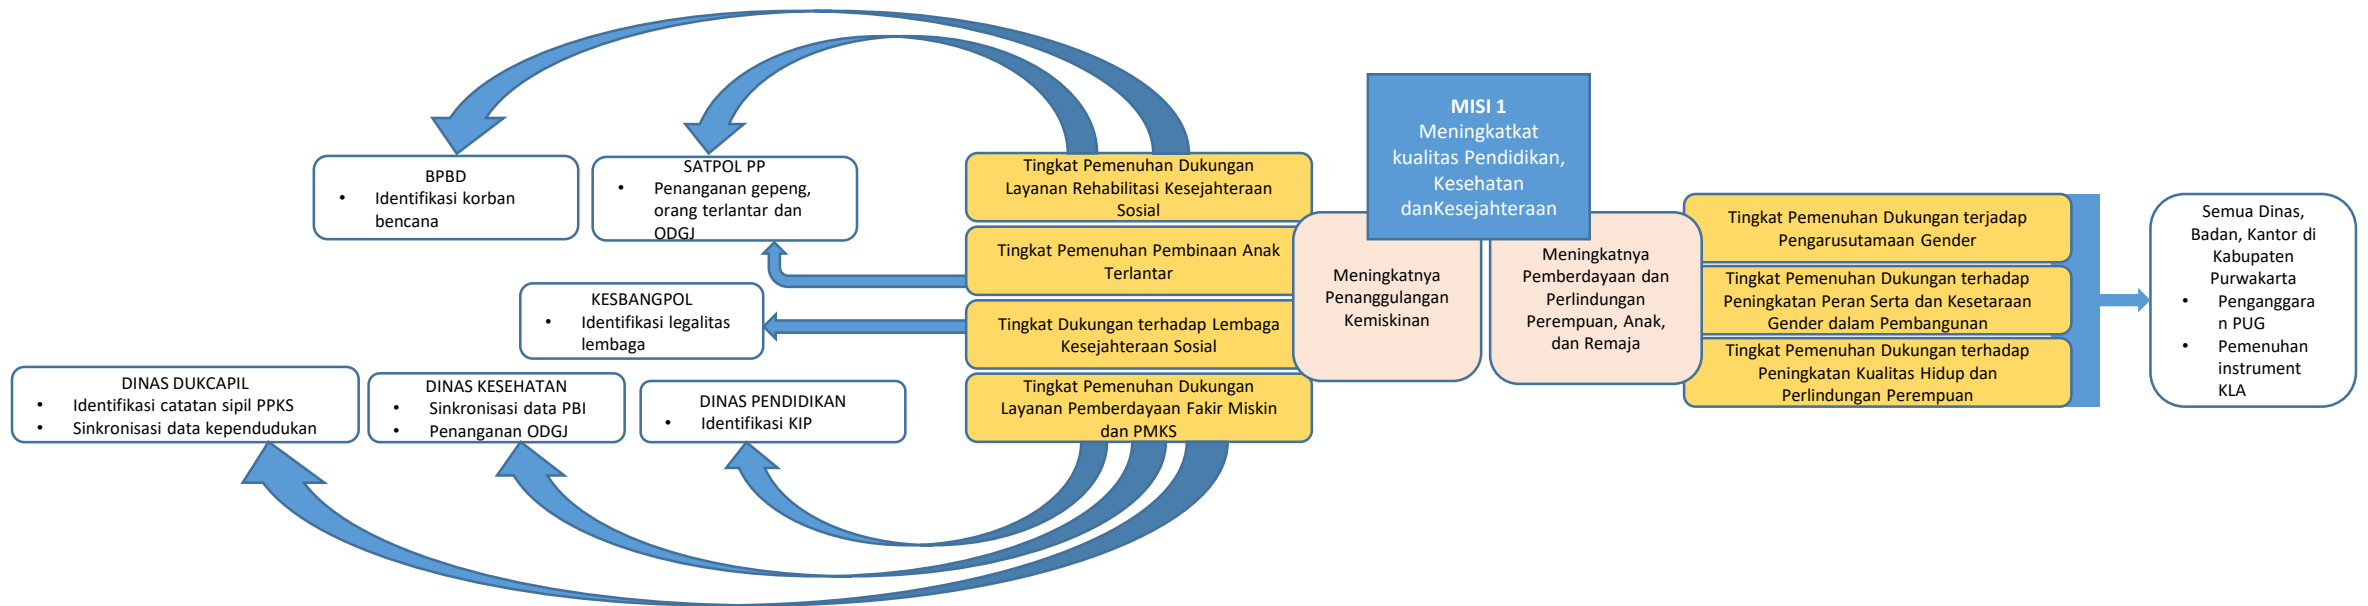 MISI 1
Meningkatkat
kualitas Pendidikan,
Kesehatan
danKesejahteraan
BPBD
• Identifikasi korban
bencana
SATPOL PP
• Penanganan gepeng,
orang terlantar dan
ODGJ
Tingkat Pemenuhan Dukungan
Layanan Rehabilitasi Kesejahteraan
Sosial
Tingkat Pemenuhan Pembinaan Anak
Terlantar
KESBANGPOL
• Identifikasi legalitas
lembaga
Tingkat Dukungan terhadap Lembaga
Kesejahteraan Sosial
DINAS DUKCAPIL
• Identifikasi catatan sipil PPKS
• Sinkronisasi data kependudukan
DINAS KESEHATAN
• Sinkronisasi data PBI
• Penanganan ODGJ
DINAS PENDIDIKAN
• Identifikasi KIP
Tingkat Pemenuhan Dukungan
Layanan Pemberdayaan Fakir Miskin
dan PMKS
Meningkatnya
Penanggulangan
Kemiskinan
Meningkatnya
Pemberdayaan dan
Perlindungan
Perempuan, Anak,
dan Remaja
Tingkat Pemenuhan Dukungan terjadap
Pengarusutamaan Gender
Tingkat Pemenuhan Dukungan terhadap
Peningkatan Peran Serta dan Kesetaraan
Gender dalam Pembangunan
Tingkat Pemenuhan Dukungan terhadap
Peningkatan Kualitas Hidup dan
Perlindungan Perempuan
Semua Dinas,
Badan, Kantor di
Kabupaten
Purwakarta
• Penganggara
n PUG
• Pemenuhan
instrument
KLA